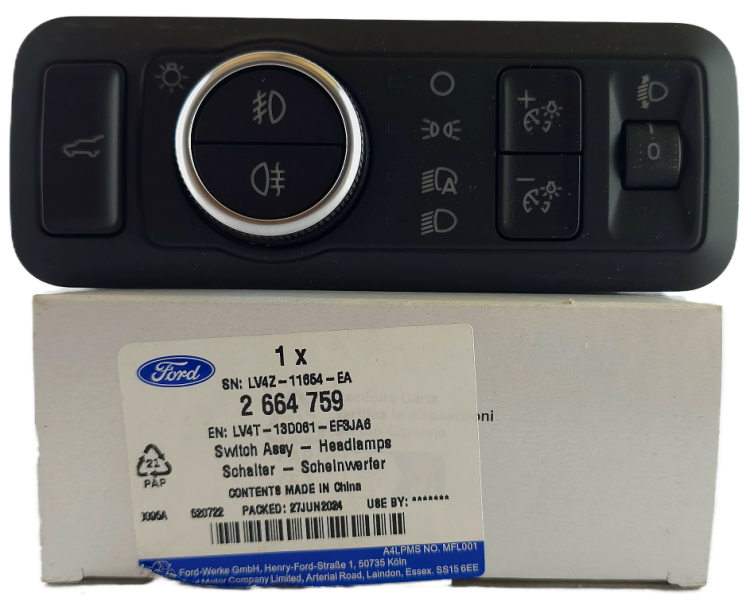 A
+
−
0
1 x
Ford
SN: LV4Z-11654-EA
2 664 759
EN: LV4T-13D061-EF3JA6
Switch Assy - Headlamps
Schalter - Scheinwerfer
21
PAP
CONTENTS MADE IN China
520722 PACKED: 27JUN2024 USE BY: *******
A4LPMS NO. MFL001
Ford-Werke GmbH, Henry-Ford-Straße 1, 50735 Köln
Motor Company Limited, Arterial Road, Laindon, Essex. SS15 6EE